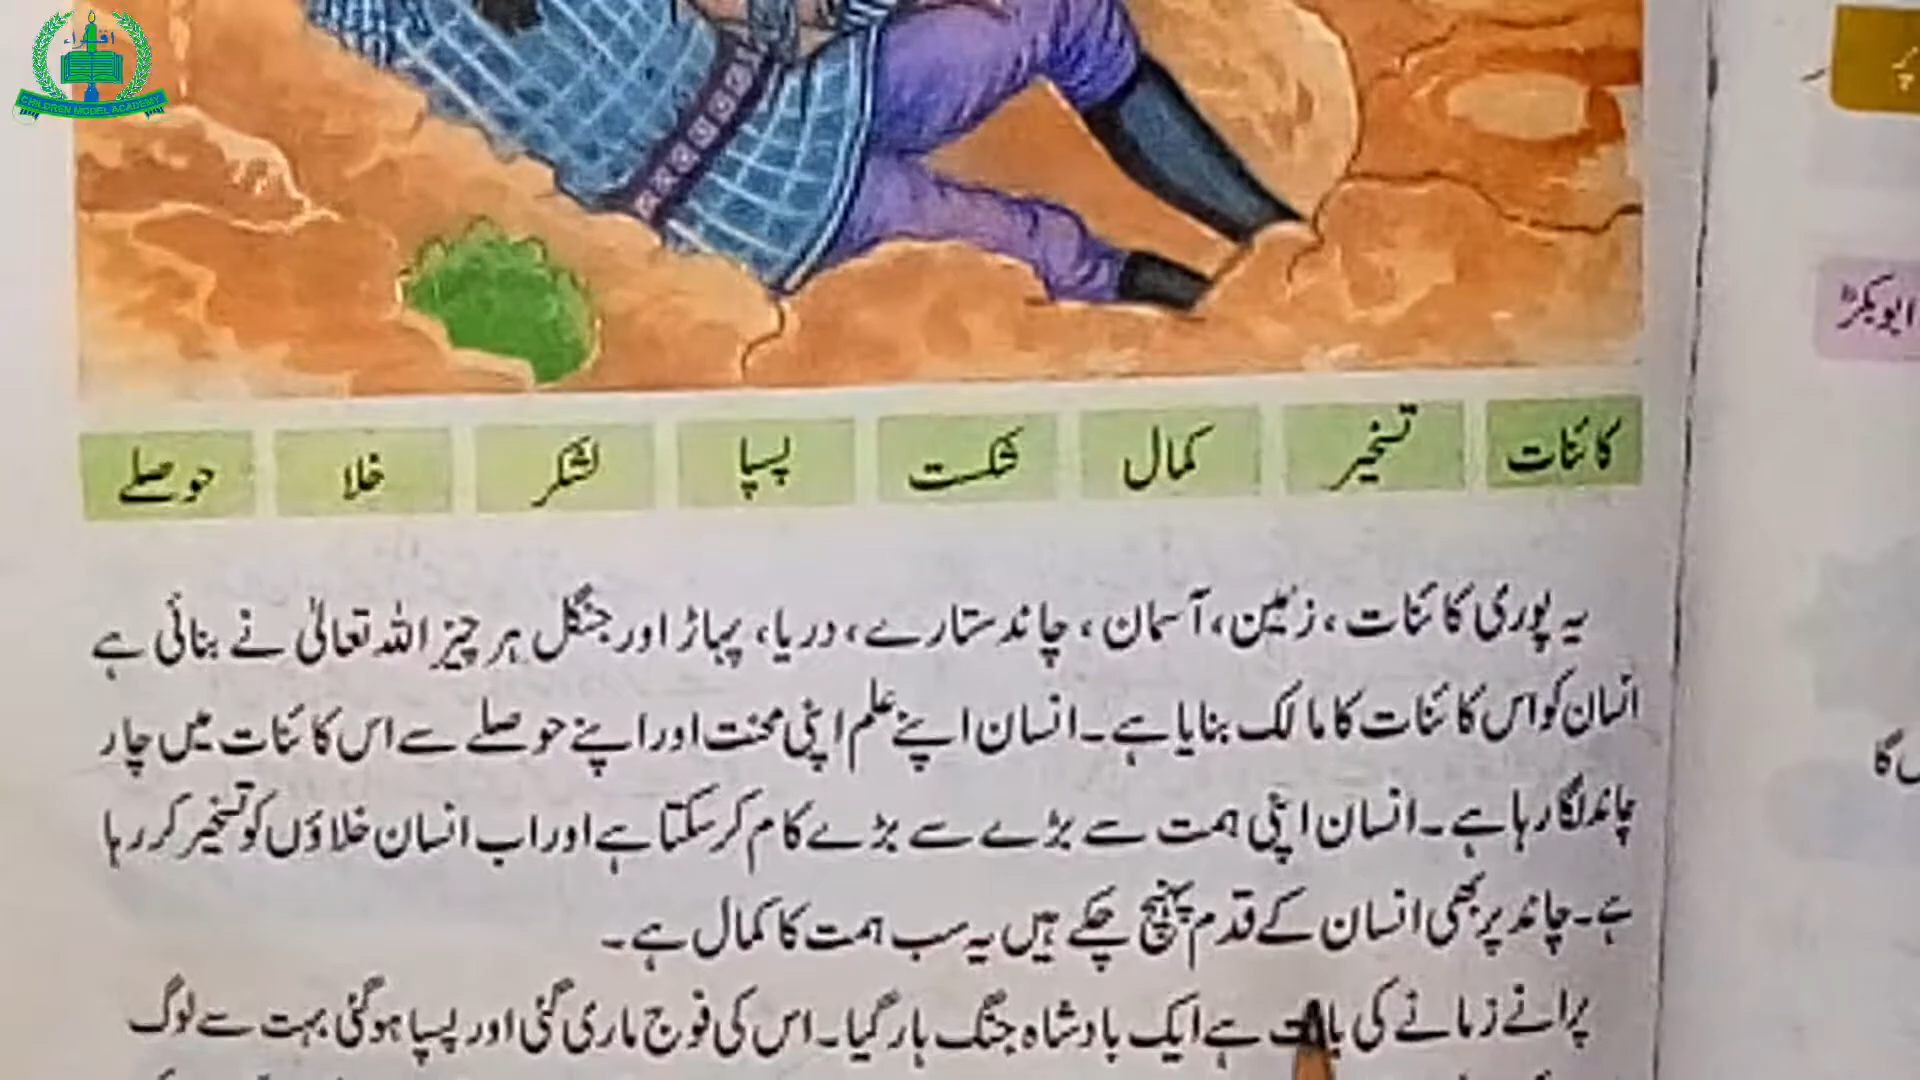 اقراء
CHILDREN MODEL ACADEMY
کائنات تسخیر کمال شکست پسپا لشکر خلا حوصلے
یہ پوری کائنات، زمین، آسمان، چاند ستارے، دریا، پہاڑ اور جنگل ہر چیز اللہ تعالیٰ نے بنائی ہے
انسان کو اس کائنات کا مالک بنایا ہے۔ انسان اپنے علم اپنی محنت اور اپنے حوصلے سے اس کائنات میں چار
چاند لگا رہا ہے۔ انسان اپنی ہمت سے بڑے سے بڑے کام کر سکتا ہے اور اب انسان خلاؤں کو تسخیر کر رہا
ہے۔ چاند پر بھی انسان کے قدم پہنچ چکے ہیں یہ سب ہمت کا کمال ہے۔
پرانے زمانے کی بات ہے ایک بادشاہ جنگ ہار گیا۔ اس کی فوج ماری گئی اور پسپا ہو گئی بہت سے لوگ